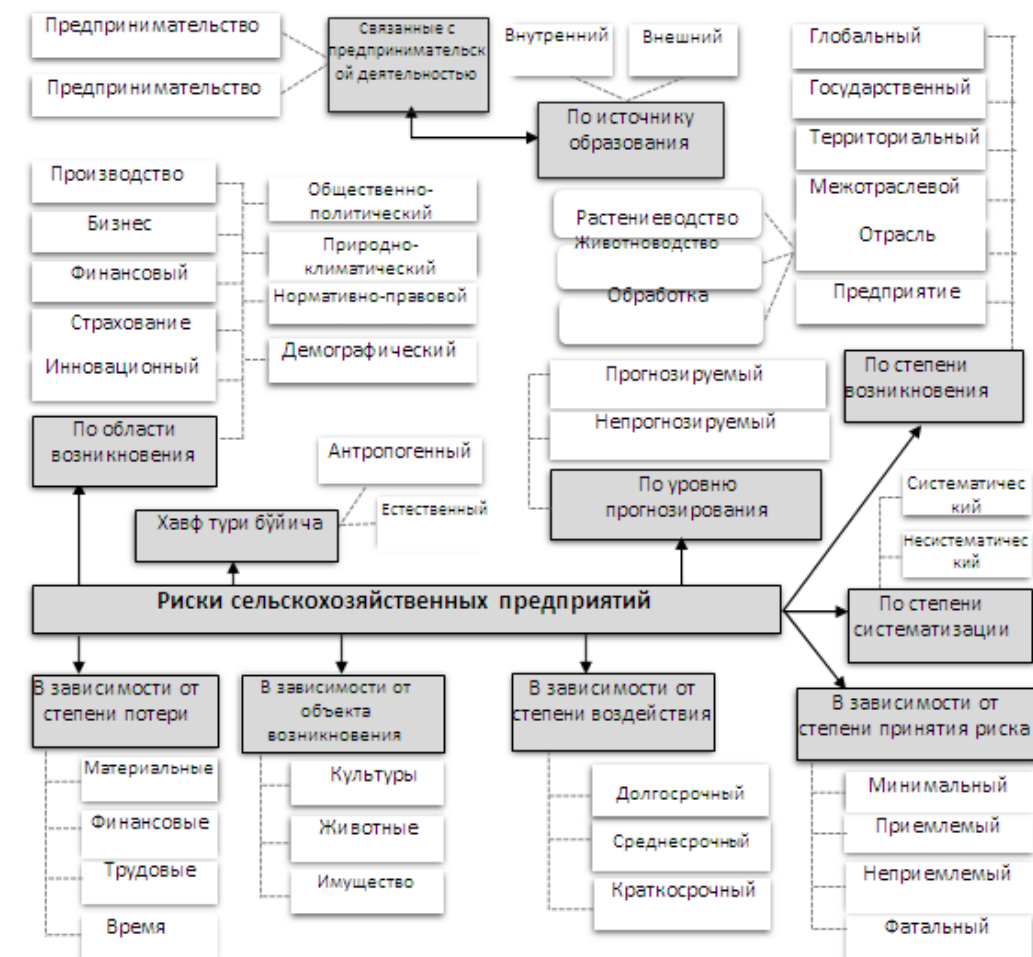 Предпринимательство
Предпринимательство
Связанные с
предпринимательск
ой деятельностью
Внутренний
Внешний
По источнику
образования
Глобальный
Государственный
Территориальный
Межотраслевой
Отрасль
Предприятие
Растениеводство
Животноводство
Обработка
По степени
возникновения
Производство
Бизнес
Финансовый
Страхование
Инновационный
Общественно-
политический
Природно-
климатический
Нормативно-правовой
Демографический
По области
возникновения
Прогнозируемый
Непрогнозируемый
По уровню
прогнозирования
Антропогенный
Естественный
Хавф тури бўйича
Систематичес
кий
Несистематичес
кий
По степени
систематизации
Риски сельскохозяйственных предприятий
В зависимости от
степени потери
Материальные
Финансовые
Трудовые
Время
В зависимости от
объекта
возникновения
Культуры
Животные
Имущество
В зависимости от
степени воздействия
Долгосрочный
Среднесрочный
Краткосрочный
В зависимости от
степени принятия риска
Минимальный
Приемлемый
Неприемлемый
Фатальный